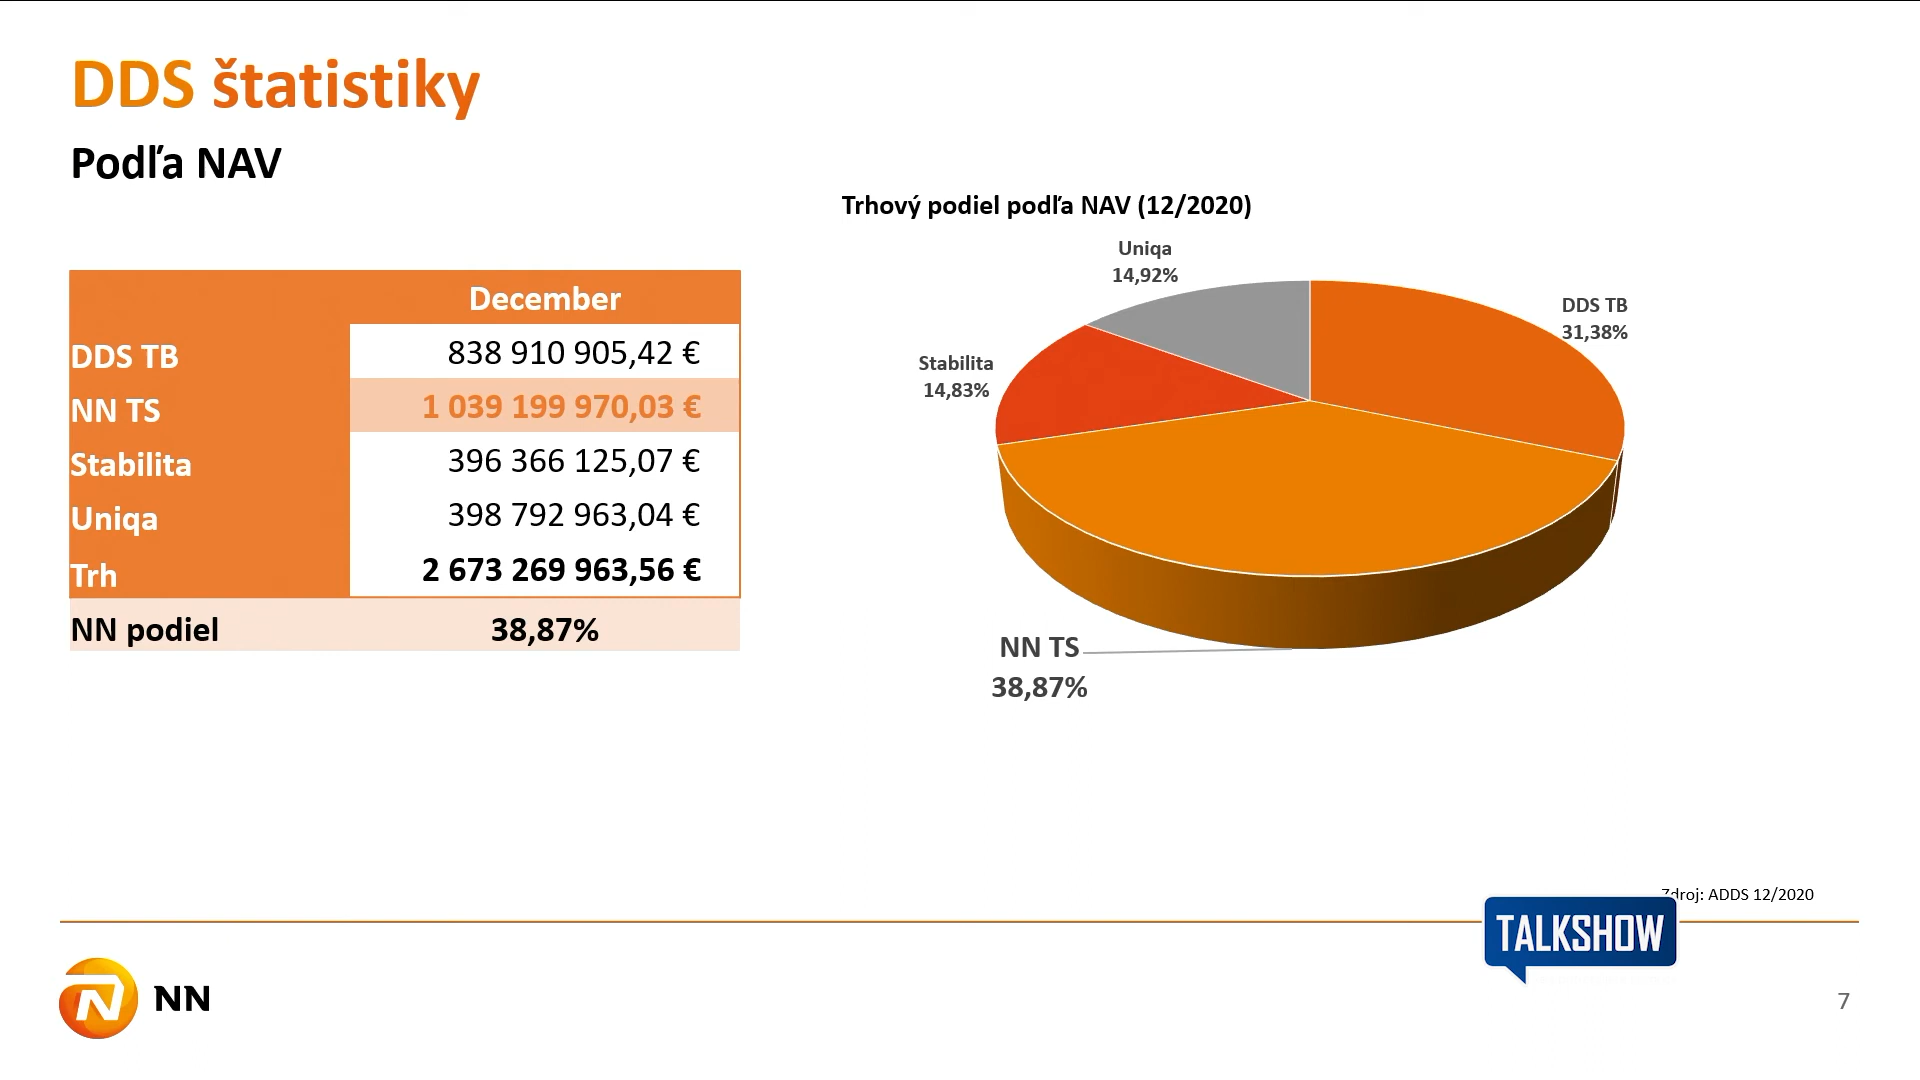 DDS štatistiky
Podľa NAV
December
DDS TB 838 910 905,42 €
NN TS 1 039 199 970,03 €
Stabilita 396 366 125,07 €
Uniqa 398 792 963,04 €
Trh 2 673 269 963,56 €
NN podiel 38,87%
Trhový podiel podľa NAV (12/2020)
Uniqa
14,92%
DDS TB
31,38%
Stabilita
14,83%
NN TS
38,87%
Zdroj: ADDS 12/2020
TALKSHOW
NN
7